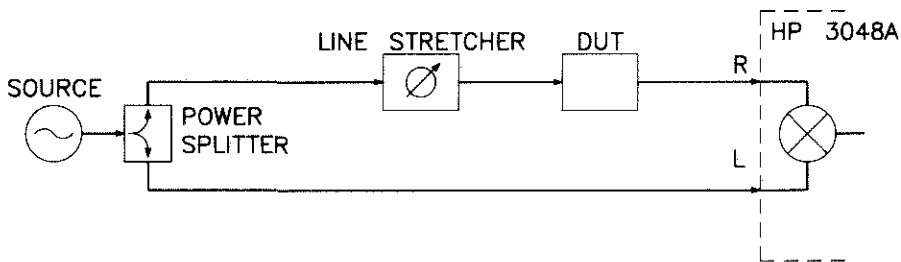 HP 3048A
LINE STRETCHER
DUT
R
SOURCE
POWER
SPLITTER
L